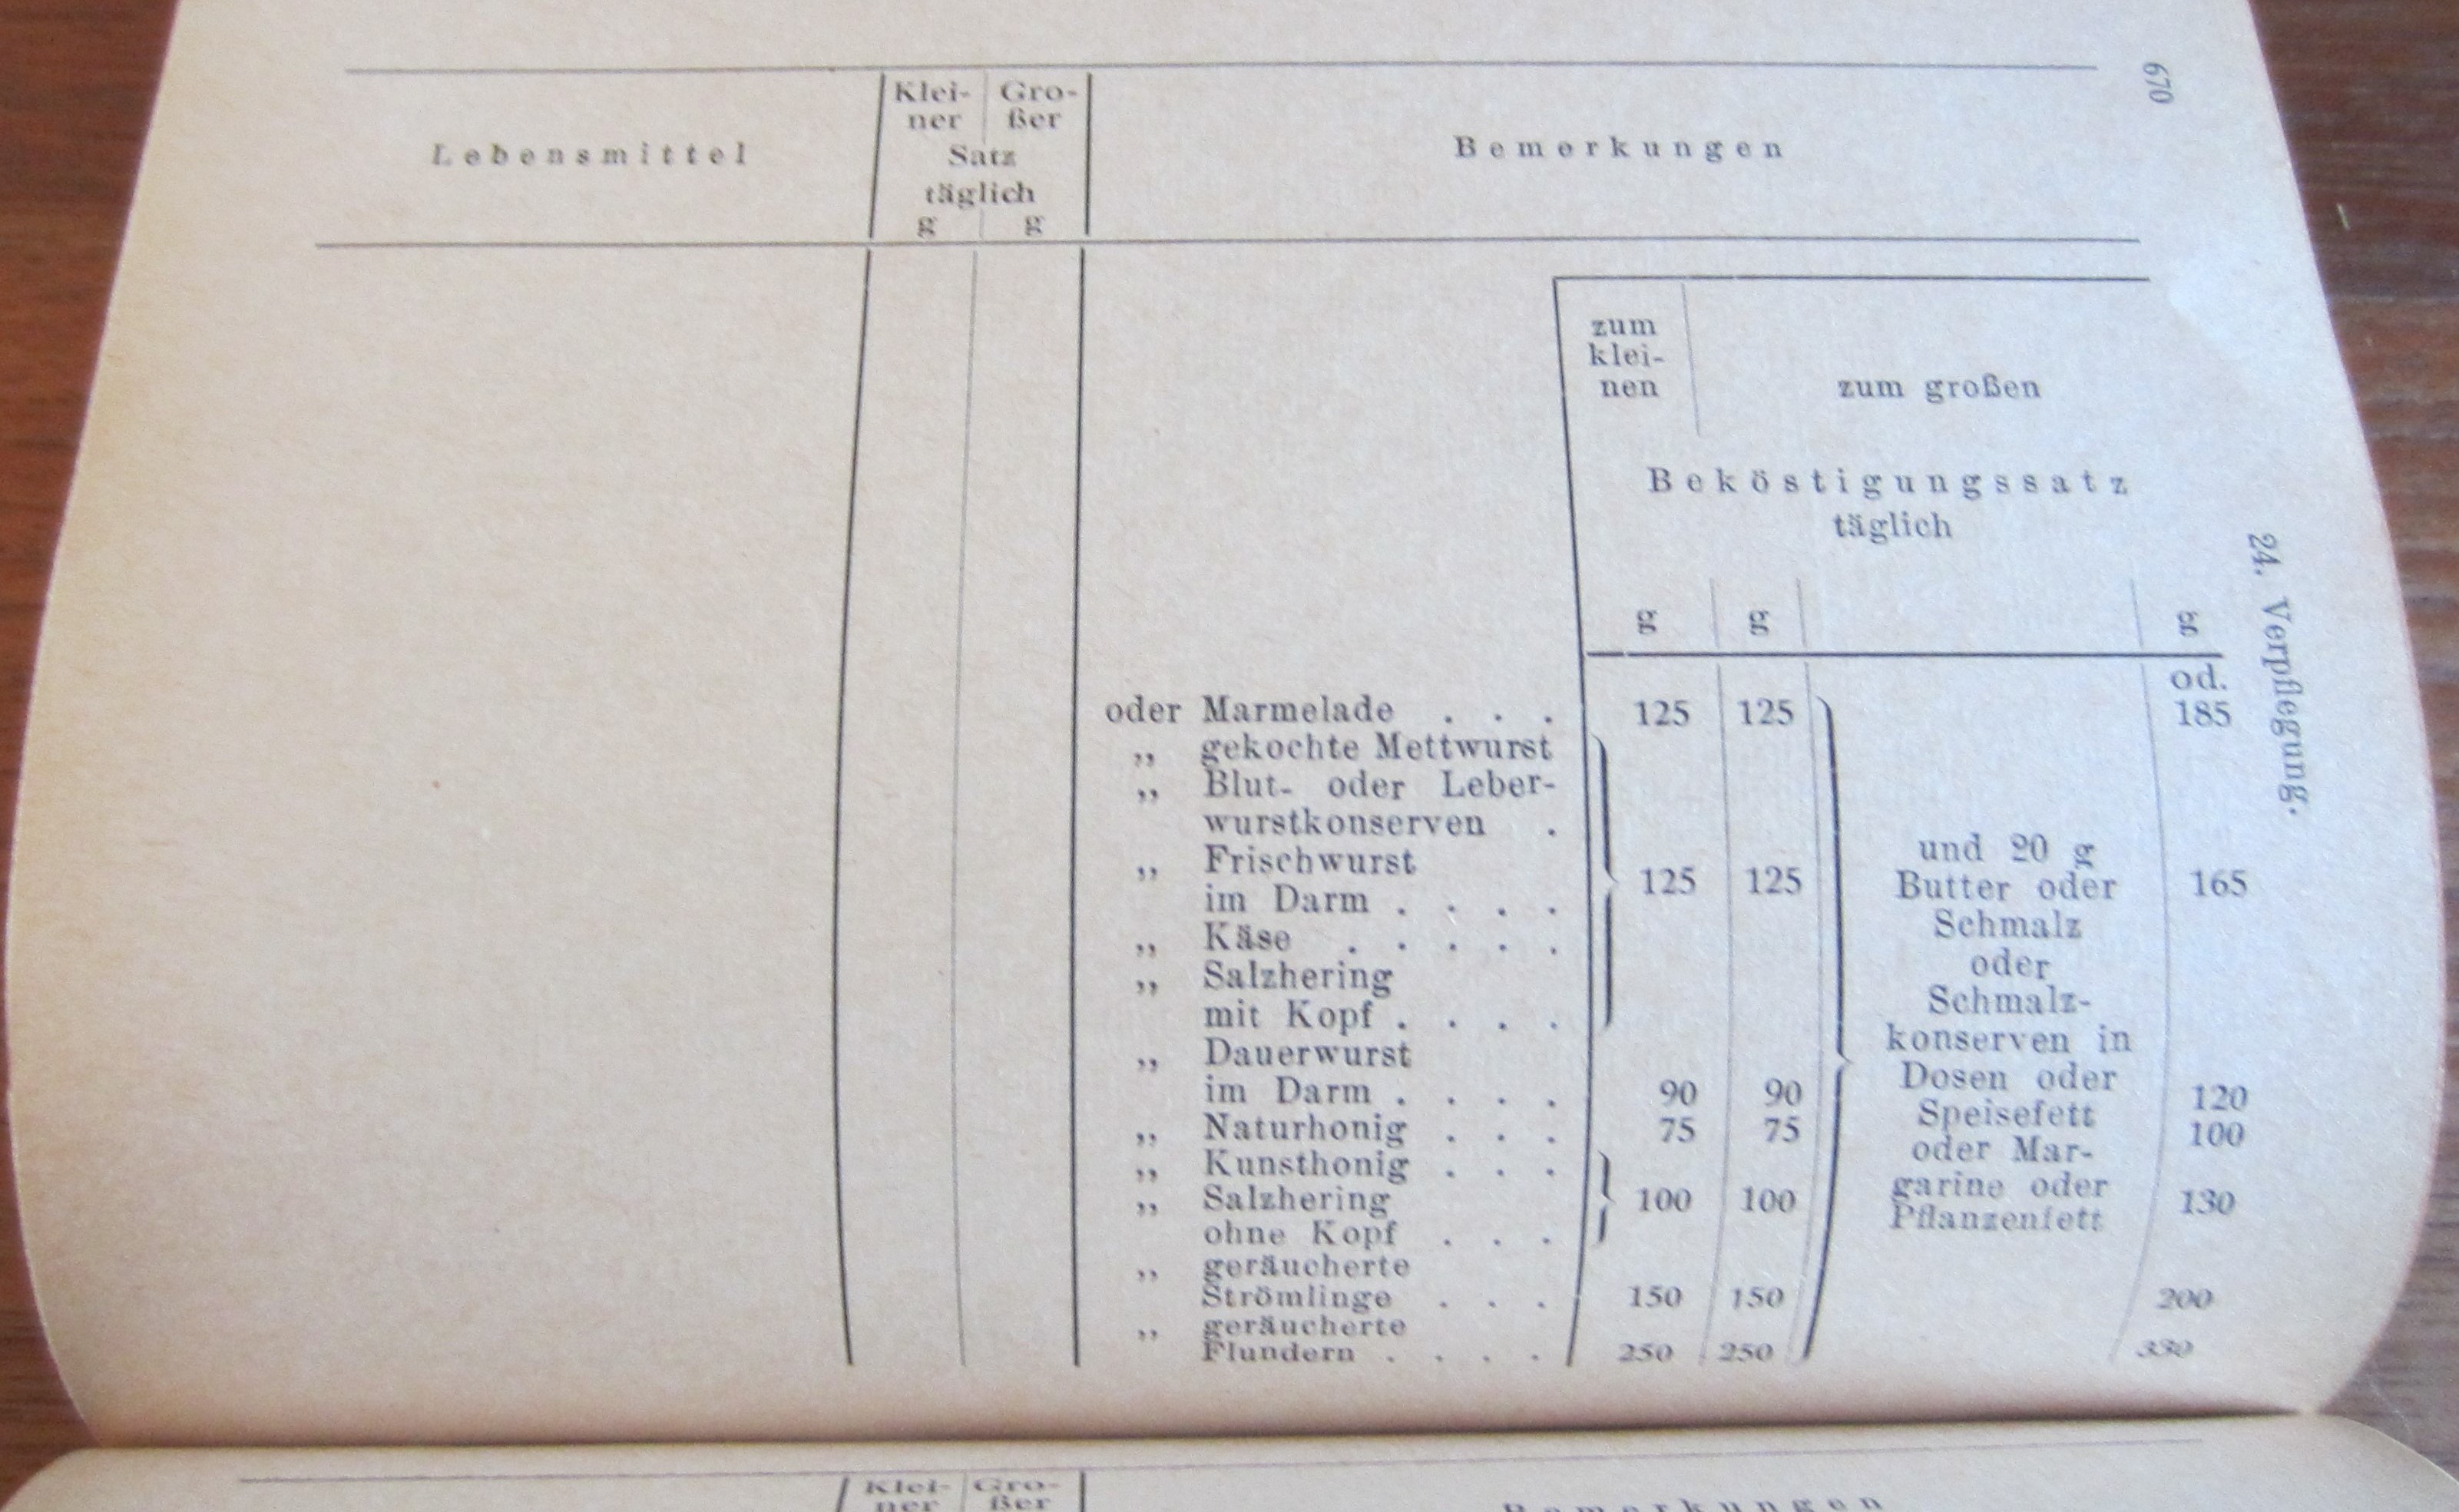 670
Klei- Gro-
ner ßer
Lebensmittel Satz Bemerkungen
täglich
g g
zum
klei-
nen zum großen
Beköstigungssatz
täglich
g g g
24. Verpflegung.
od.
oder Marmelade . . . 125 125 185
„ gekochte Mettwurst
„ Blut- oder Leber-
wurstkonserven .
„ Frischwurst
im Darm . . . . 125 125 165
„ Käse . . . . .
„ Salzhering
mit Kopf . . . .
„ Dauerwurst
im Darm . . . . 90 90 120
„ Naturhonig . . . 75 75 100
„ Kunsthonig . . .
„ Salzhering 100 100 130
ohne Kopf . . .
„ geräucherte
Strömlinge . . . 150 150 200
„ geräucherte
Flundern . . . . 250 250 330
und 20 g
Butter oder
Schmalz
oder
Schmalz-
konserven in
Dosen oder
Speisefett
oder Mar-
garine oder
Pflanzenfett
Klei- Gro-
ner ßer
Bemerkungen